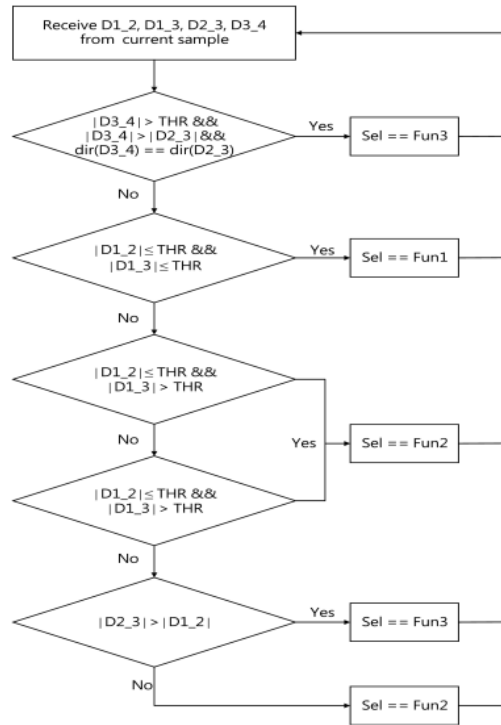 Receive D1_2, D1_3, D2_3, D3_4
from current sample
|D3_4| > THR &&
|D3_4| > |D2_3| &&
dir(D3_4) == dir(D2_3)
Yes
Sel == Fun3
No
|D1_2| ≤ THR &&
|D1_3| ≤ THR
Yes
Sel == Fun1
No
|D1_2| ≤ THR &&
|D1_3| > THR
Yes
Sel == Fun2
No
|D1_2| ≤ THR &&
|D1_3| > THR
No
|D2_3| > |D1_2|
Yes
Sel == Fun3
No
Sel == Fun2